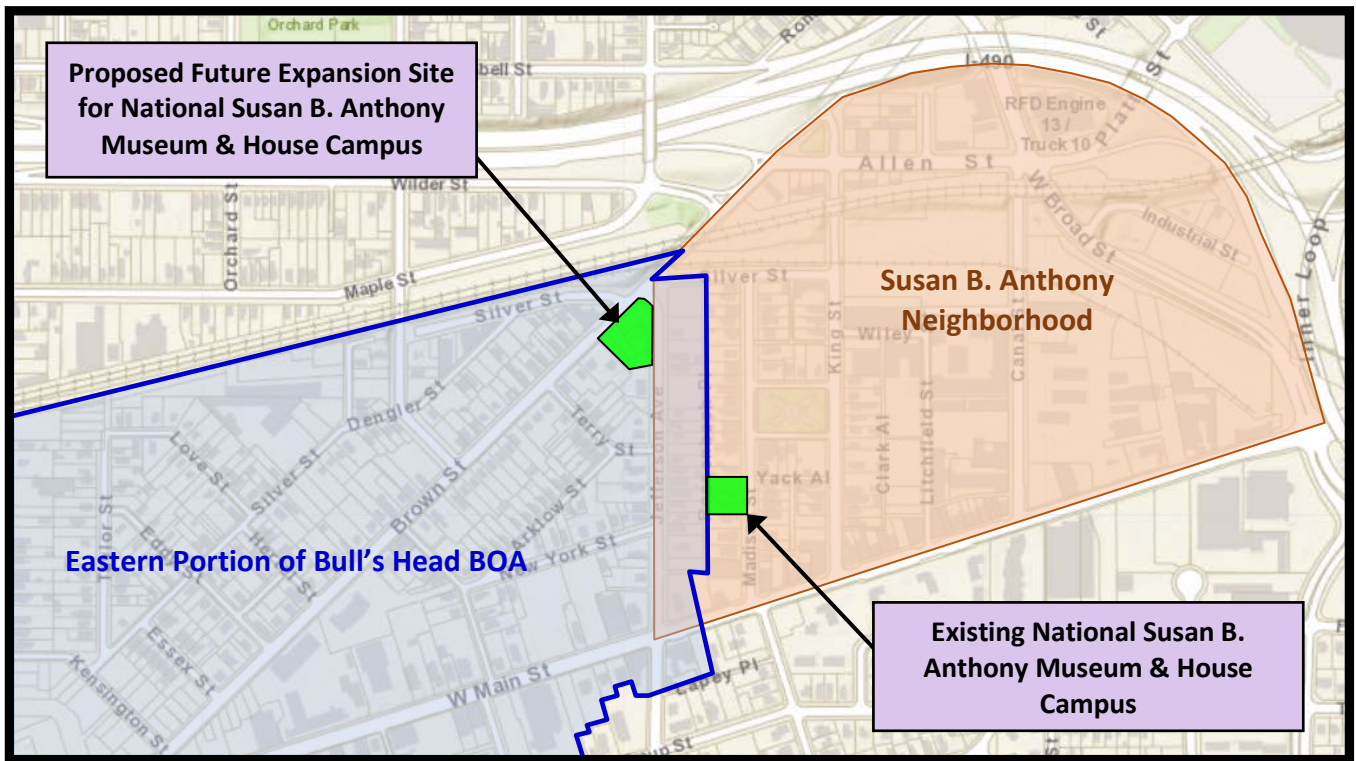 Orchard Park
Proposed Future Expansion Site
for National Susan B. Anthony
Museum & House Campus
bell St
I-490
Platt St
RFD Engine
13 /
Truck 10
Allen St
W Broad St
Industrial St
Inner Loop
Wilder St
Orchard St
Maple St
Silver St
Silver St
Susan B. Anthony
Neighborhood
King St
Wiley
Canal St
Dengler St
Terry St
Jefferson Ave
Love St
Silver St
Brown St
Arklow St
Yack Al
Clark Al
Litchfield St
Madis
St
New York St
Eastern Portion of Bull's Head BOA
Essex St
Kensington St
W Main St
Lapey Pl
Existing National Susan B.
Anthony Museum & House
Campus
St